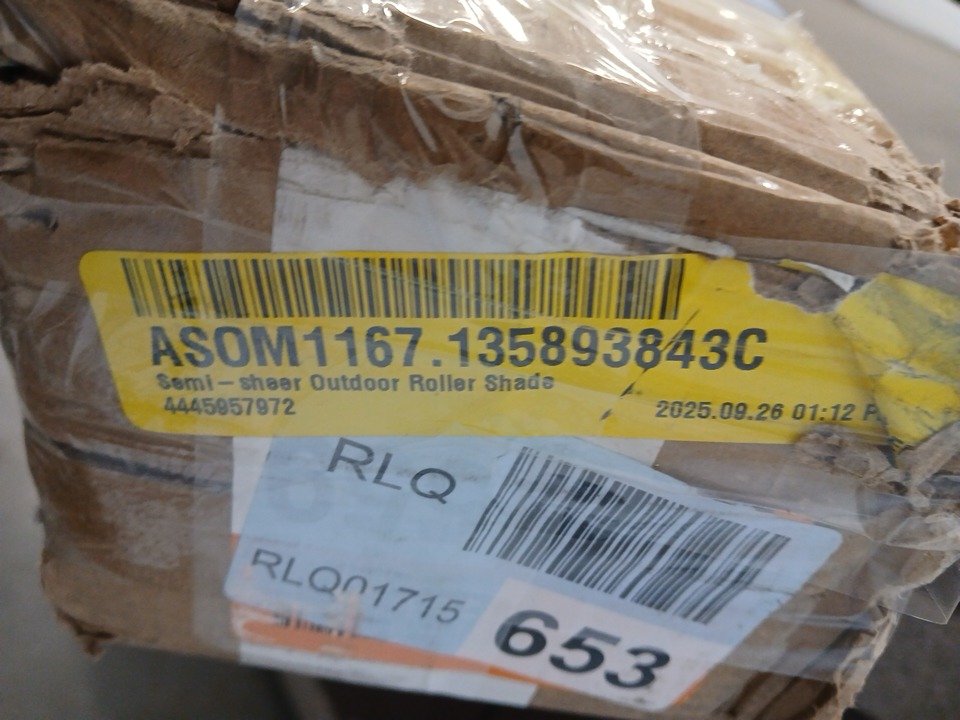 ASOM1167.135893843C
Semi-sheer Outdoor Roller Shade
4445957972
2025.09.26 01:12 P
RLQ
RLQ01715
653